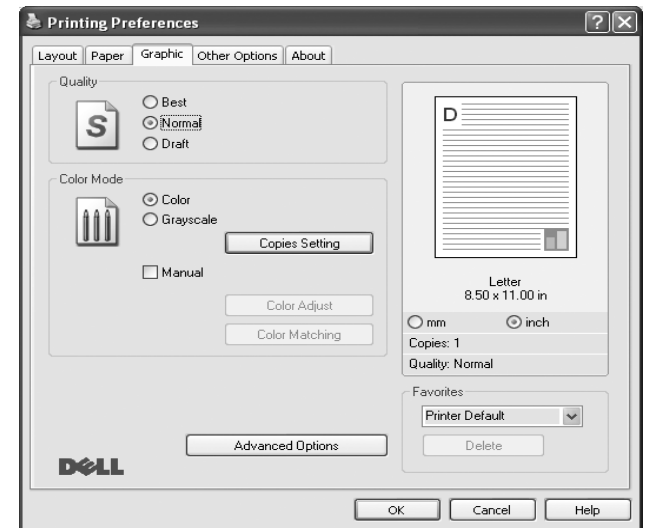 Printing Preferences
Layout Paper Graphic Other Options About
Quality
S
Best
Normal
Draft
Color Mode
Color
Grayscale
Copies Setting
Manual
Color Adjust
Color Matching
D
Letter
8.50 x 11.00 in
mm inch
Copies: 1
Quality: Normal
Favorites
Printer Default
Delete
Advanced Options
DELL
OK Cancel Help